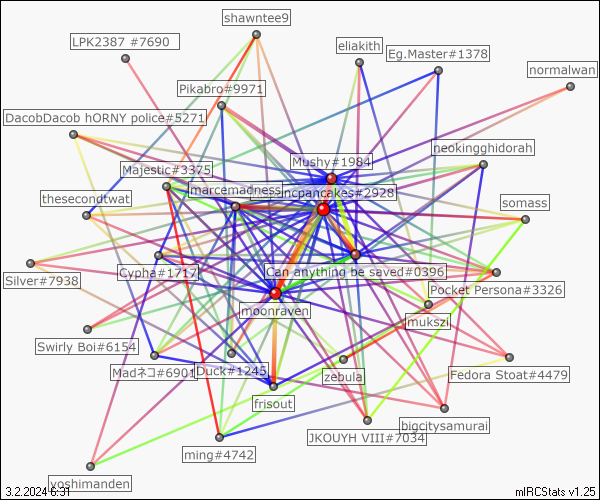 shawntee9
LPK2387 #7690
eliakith
Eg.Master#1378
normalwan
Pikabro#9971
DacobDacob hORNY police#5271
neokingghidorah
Mushy#1984
Majestic#3375
marcemadness
incpancakes#2928
thesecondtwat
somass
Silver#7938
Cypha#1717
Can anything be saved#0396
Pocket Persona#3326
moonraven
mukszi
Swirly Boi#6154
Madネコ#6901
Duck#1245
zebula
Fedora Stoat#4479
frisout
JKOUYH VIII#7034
bigcitysamurai
ming#4742
yoshimanden
3.2.2024 6:31
mIRCStats v1.25